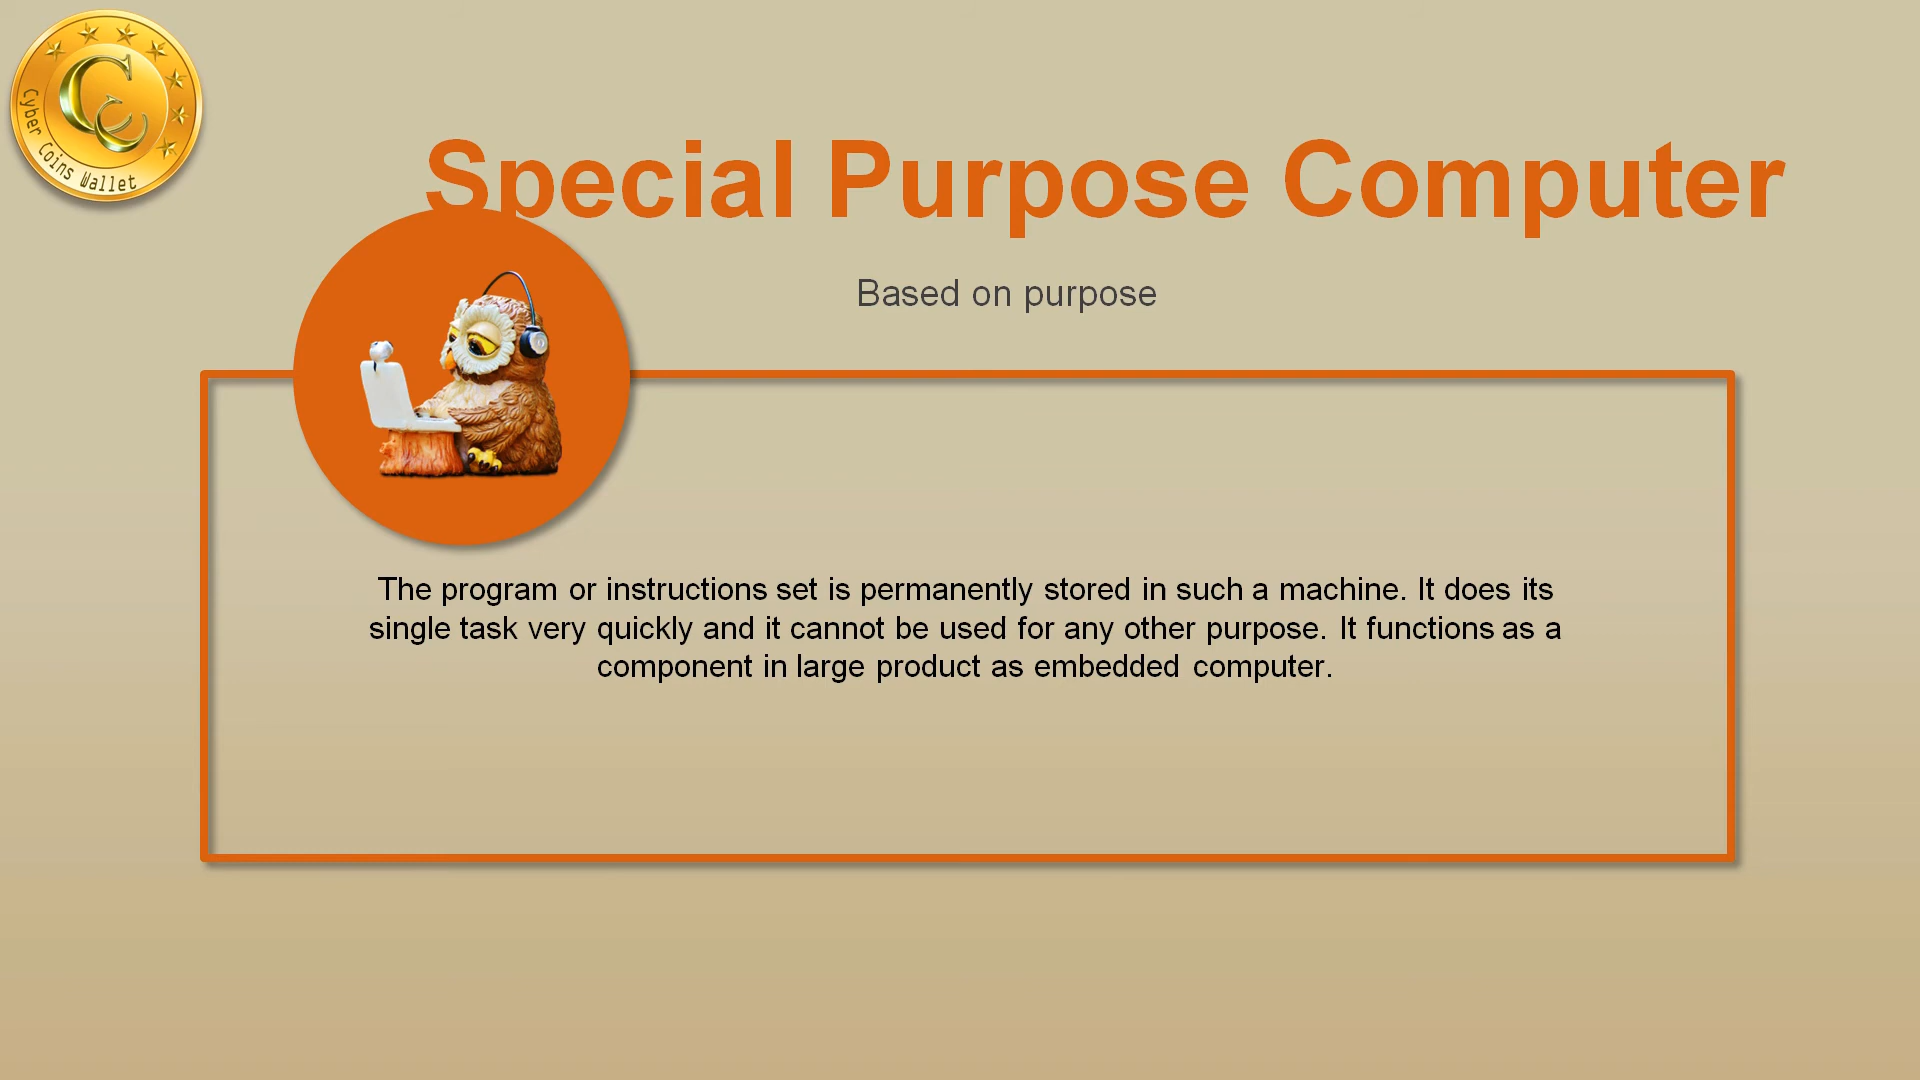 Cyber Coins Wallet
CC
Special Purpose Computer
Based on purpose
The program or instructions set is permanently stored in such a machine. It does its
single task very quickly and it cannot be used for any other purpose. It functions as a
component in large product as embedded computer.